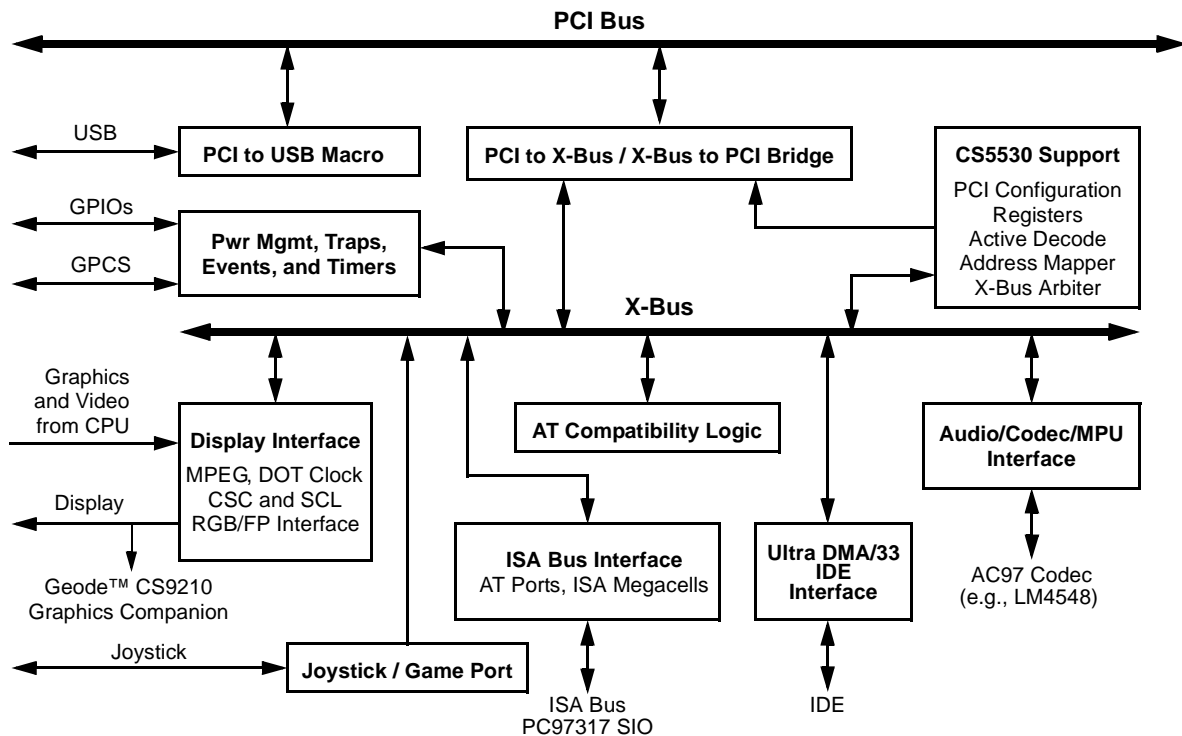 PCI Bus
USB
PCI to USB Macro
PCI to X-Bus / X-Bus to PCI Bridge
CS5530 Support
PCI Configuration
Registers
Active Decode
Address Mapper
X-Bus Arbiter
GPIOs
GPCS
Pwr Mgmt, Traps,
Events, and Timers
X-Bus
Graphics
and Video
from CPU
Display Interface
MPEG, DOT Clock
CSC and SCL
RGB/FP Interface
AT Compatibility Logic
Audio/Codec/MPU
Interface
Display
Geode™ CS9210
Graphics Companion
ISA Bus Interface
AT Ports, ISA Megacells
Ultra DMA/33
IDE
Interface
AC97 Codec
(e.g., LM4548)
Joystick
Joystick / Game Port
ISA Bus
PC97317 SIO
IDE